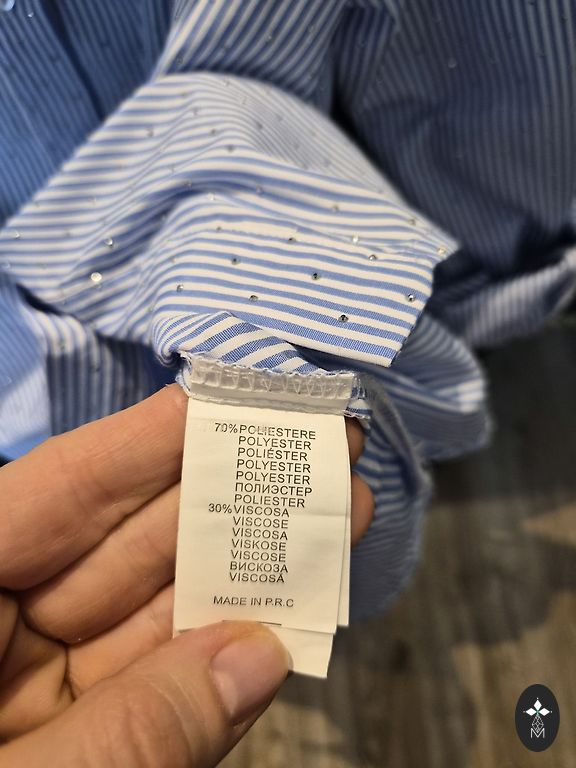 70%POLIESTERE
POLYESTER
POLIÉSTER
POLYESTER
POLYESTER
ПОЛИЭСТЕР
POLIESTER
30%VISCOSA
VISCOSE
VISCOSA
VISKOSE
VISCOSE
ВИСКОЗА
VISCOSA
MADE IN P.R.C
M